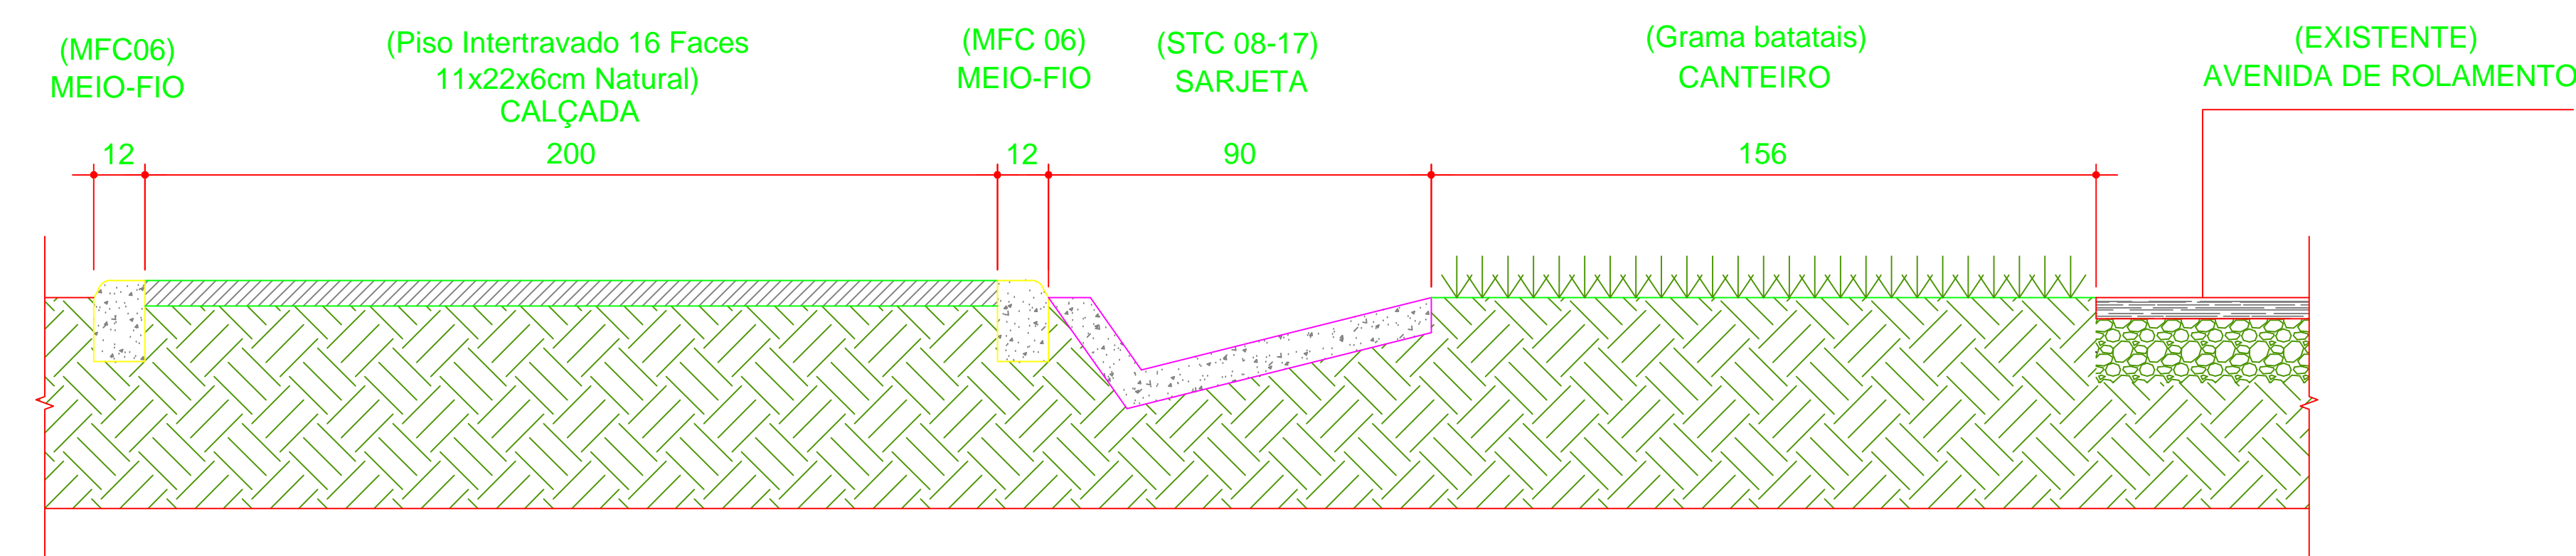 (MFC06)
MEIO-FIO
(Piso Intertravado 16 Faces
11x22x6cm Natural)
CALÇADA
(MFC 06)
MEIO-FIO
(STC 08-17)
SARJETA
(Grama batatais)
CANTEIRO
(EXISTENTE)
AVENIDA DE ROLAMENTO
12
200
12
90
156